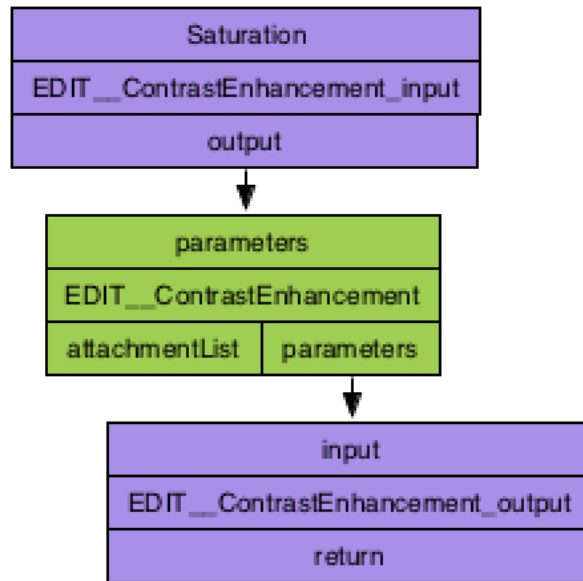 Saturation
EDIT__ContrastEnhancement_input
output
parameters
EDIT__ContrastEnhancement
attachmentList parameters
input
EDIT__ContrastEnhancement_output
return